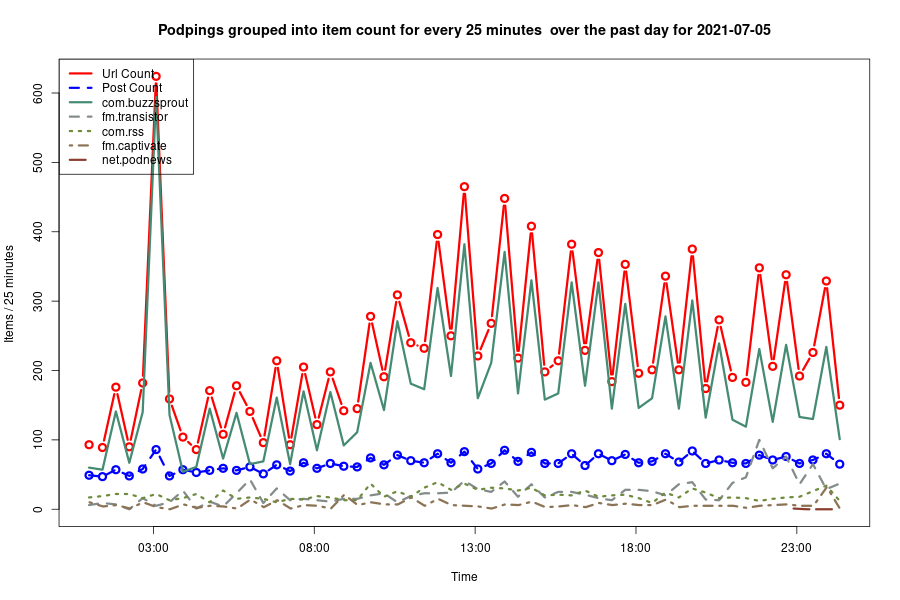 Podpings grouped into item count for every 25 minutes  over the past day for 2021-07-05
Url Count
Post Count
com.buzzsprout
fm.transistor
com.rss
fm.captivate
net.podnews
Items / 25 minutes
600
500
400
300
200
100
0
03:00 08:00 13:00 18:00 23:00
Time